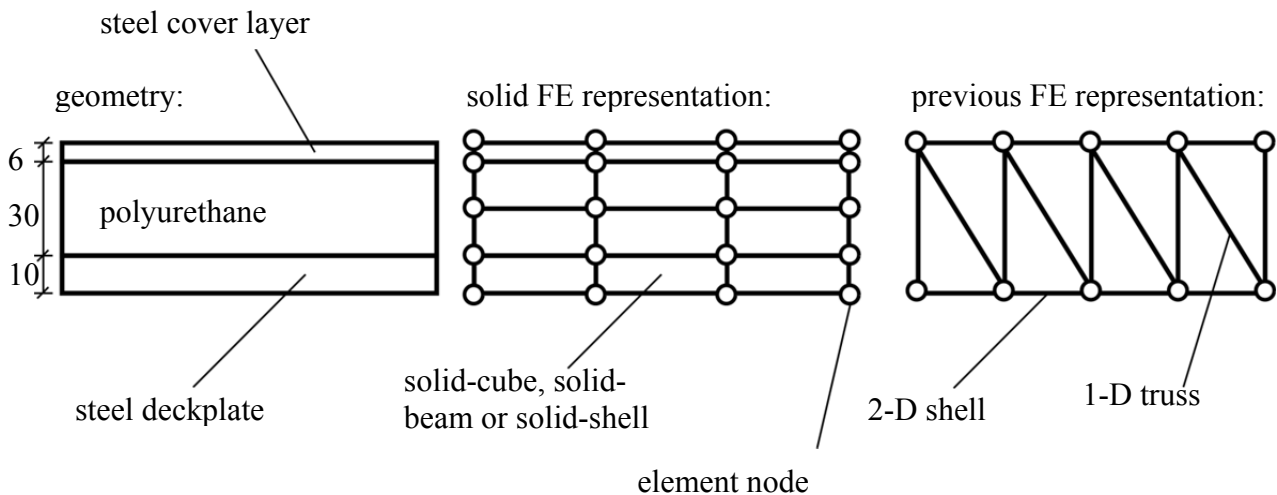 steel cover layer
geometry:
solid FE representation:
previous FE representation:
6
30
10
polyurethane
steel deckplate
solid-cube, solid-
beam or solid-shell
element node
2-D shell
1-D truss